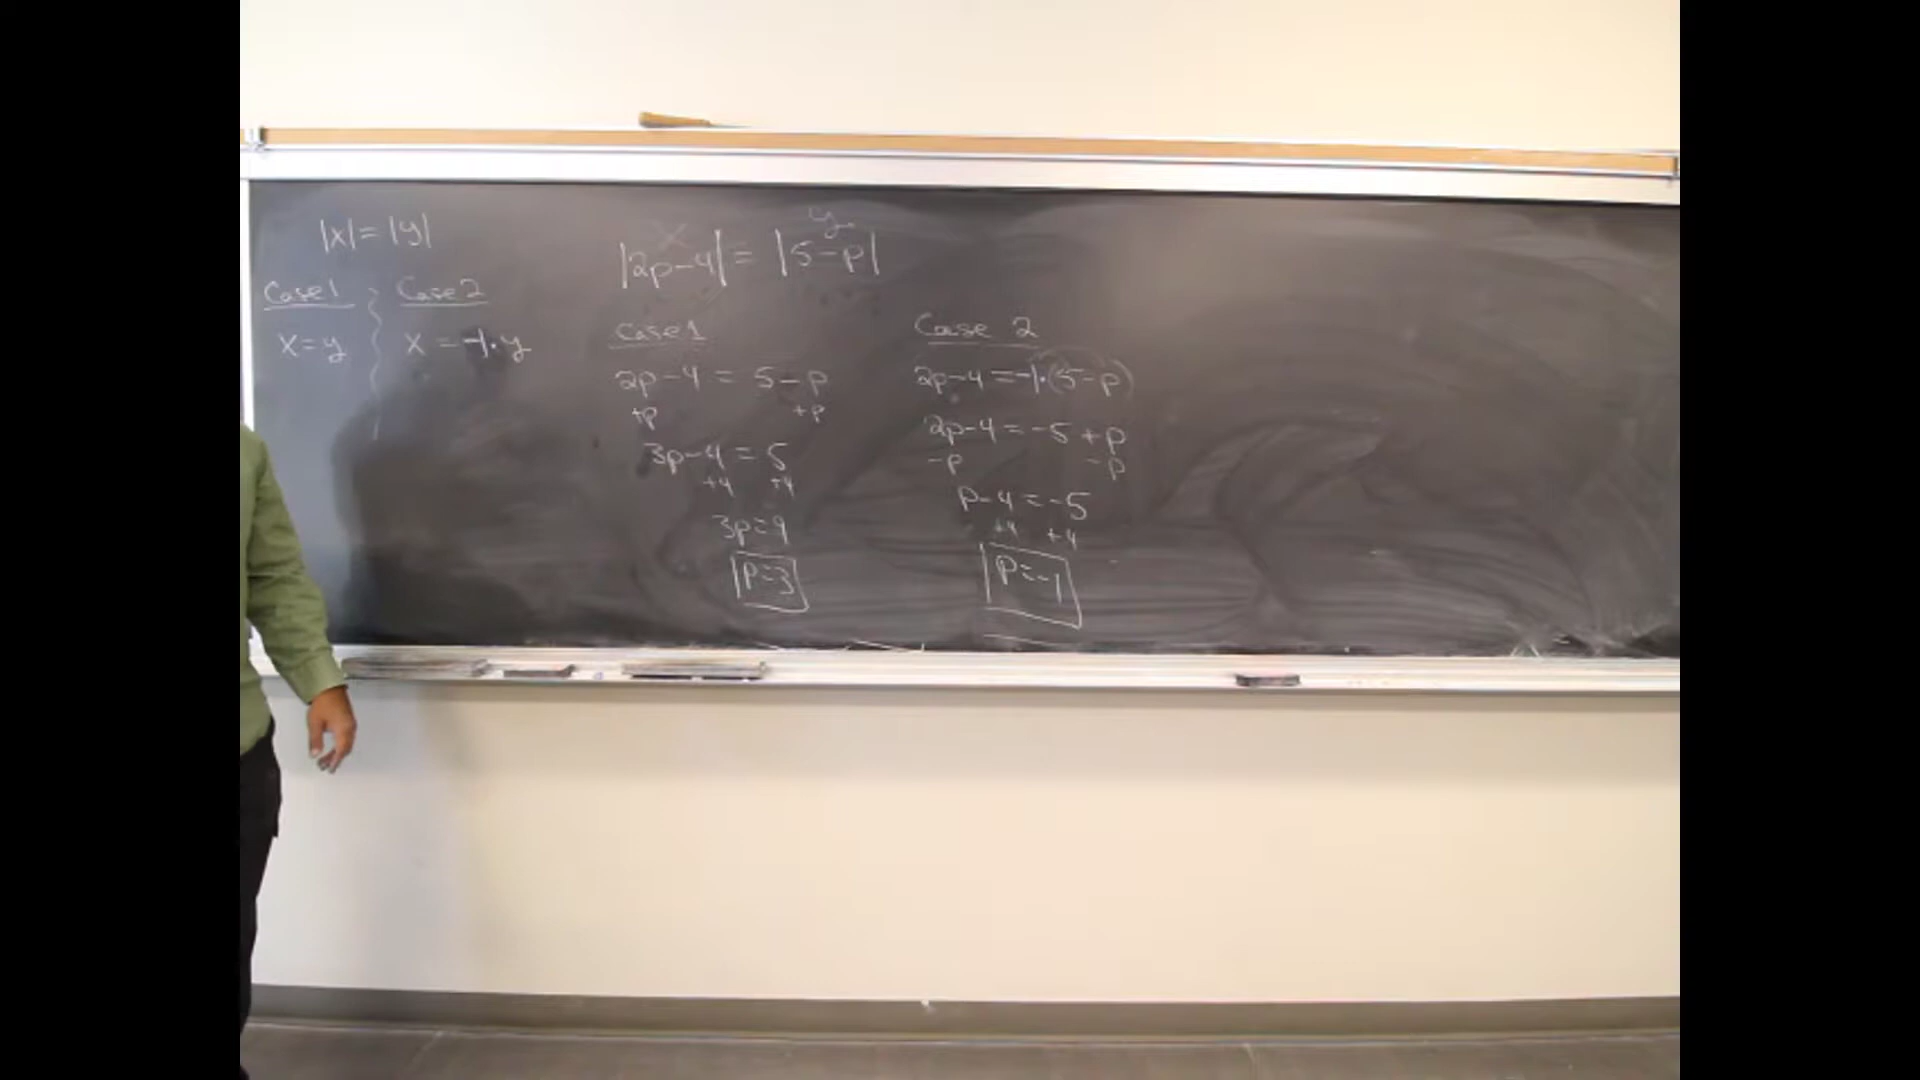 |x| = |y|
Case 1
x = y
Case 2
x = -1·y
x
y
|2p-4| = |5-p|
Case 1
2p-4 = 5-p
+p +p
3p-4 = 5
+4 +4
3p=9
p=3
Case 2
2p-4 = -1·(5-p)
2p-4 = -5 + p
-p -p
p-4 = -5
+4 +4
p=-1